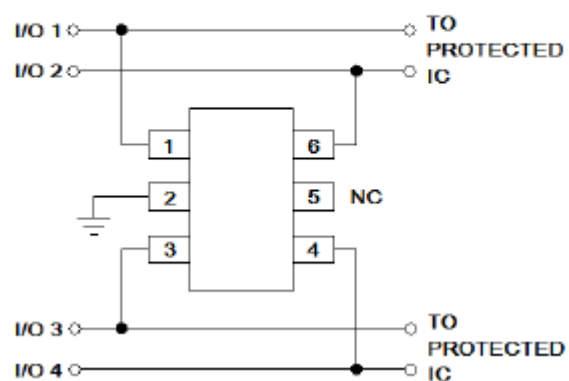 I/O 1
TO
PROTECTED
IC
I/O 2
1
6
2
5
NC
3
4
I/O 3
TO
PROTECTED
IC
I/O 4